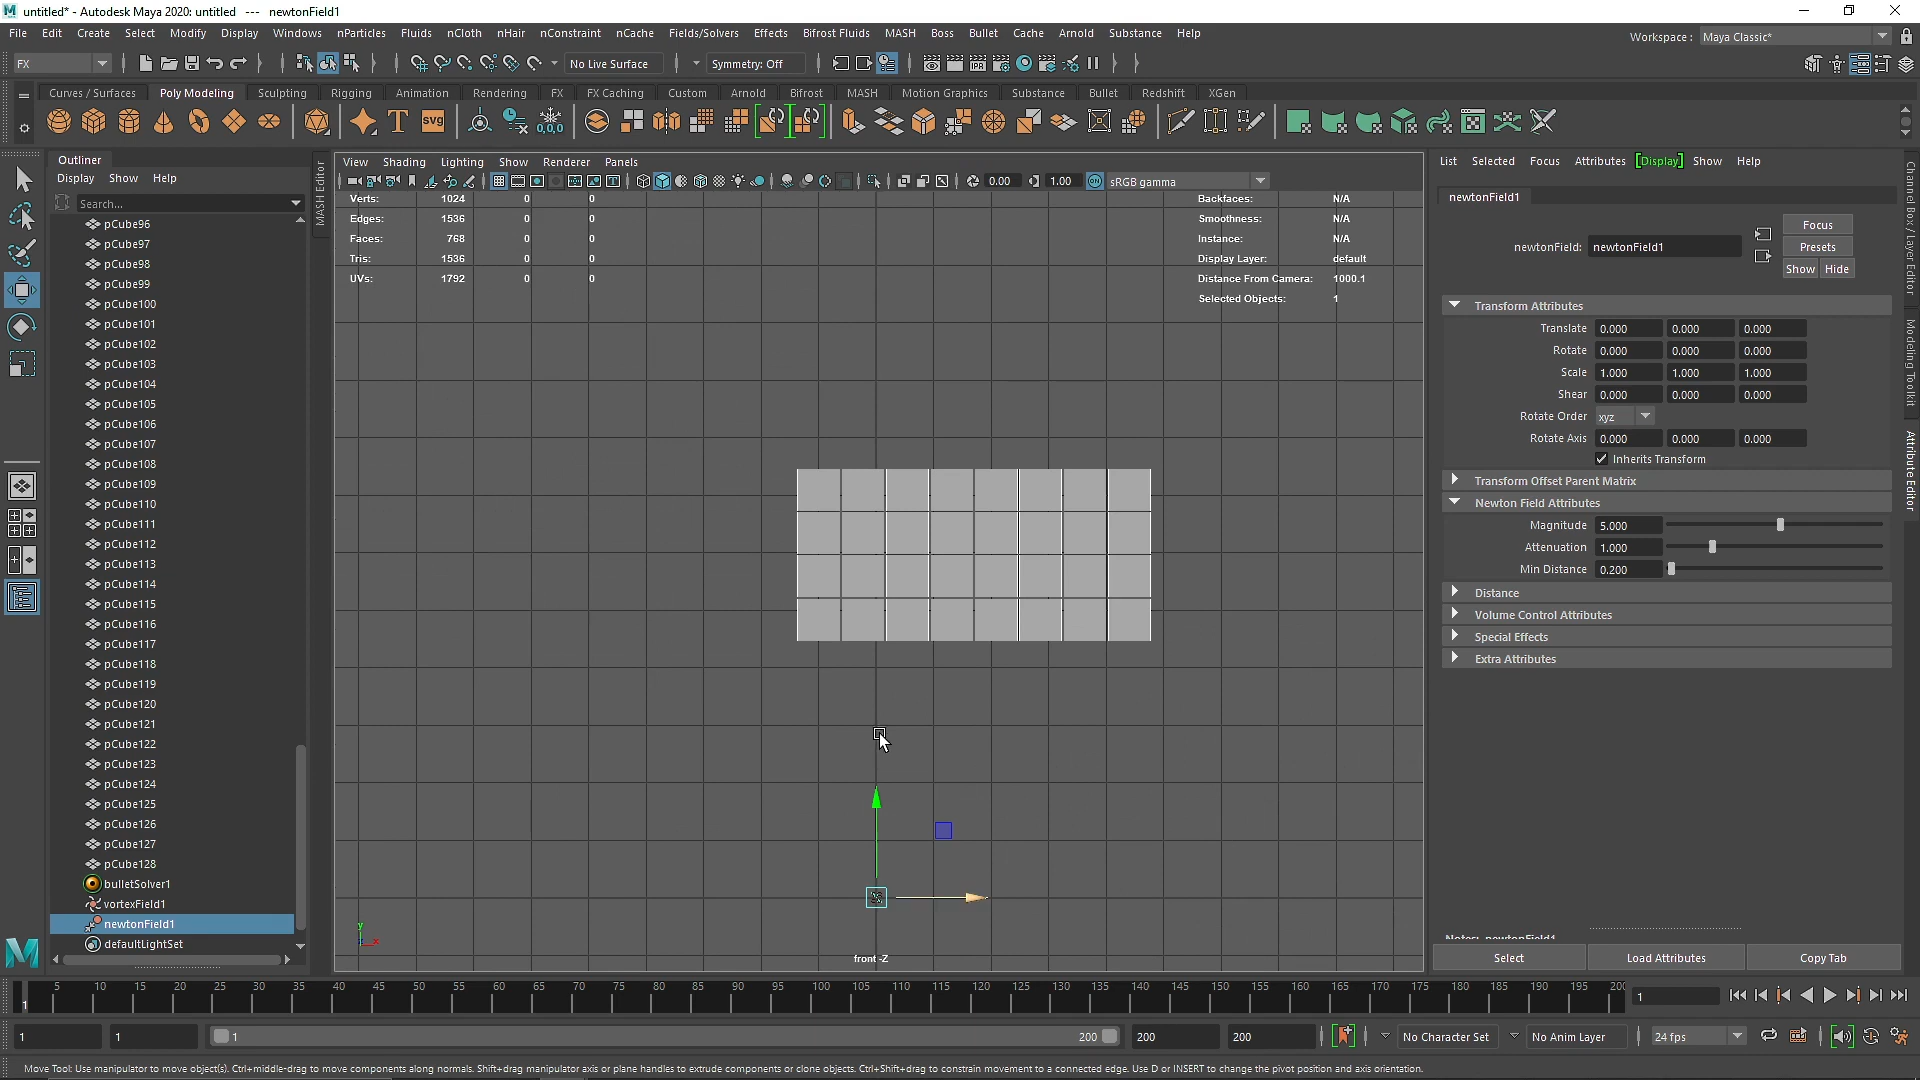 untitled* - Autodesk Maya 2020: untitled --- newtonField1
File Edit Create Select Modify Display Windows nParticles Fluids nCloth nHair nConstraint nCache Fields/Solvers Effects Bifrost Fluids MASH Boss Bullet Cache Arnold Substance Help
Workspace : Maya Classic*
FX
No Live Surface
Symmetry: Off
Curves / Surfaces Poly Modeling Sculpting Rigging Animation Rendering FX FX Caching Custom Arnold Bifrost MASH Motion Graphics Substance Bullet Redshift XGen
T SVG 0,0,0
Outliner
Display Show Help
Search...
pCube96
pCube97
pCube98
pCube99
pCube100
pCube101
pCube102
pCube103
pCube104
pCube105
pCube106
pCube107
pCube108
pCube109
pCube110
pCube111
pCube112
pCube113
pCube114
pCube115
pCube116
pCube117
pCube118
pCube119
pCube120
pCube121
pCube122
pCube123
pCube124
pCube125
pCube126
pCube127
pCube128
bulletSolver1
vortexField1
newtonField1
defaultLightSet
MASH Editor
View Shading Lighting Show Renderer Panels
0.00 1.00 ON sRGB gamma
Verts: 1024 0 0
Edges: 1536 0 0
Faces: 768 0 0
Tris: 1536 0 0
UVs: 1792 0 0
Backfaces: N/A
Smoothness: N/A
Instance: N/A
Display Layer: default
Distance From Camera: 1000.1
Selected Objects: 1
y
x
front -Z
List Selected Focus Attributes [Display] Show Help
newtonField1
newtonField: newtonField1
Focus
Presets
Show Hide
Transform Attributes
Translate 0.000 0.000 0.000
Rotate 0.000 0.000 0.000
Scale 1.000 1.000 1.000
Shear 0.000 0.000 0.000
Rotate Order xyz
Rotate Axis 0.000 0.000 0.000
Inherits Transform
Transform Offset Parent Matrix
Newton Field Attributes
Magnitude 5.000
Attenuation 1.000
Min Distance 0.200
Distance
Volume Control Attributes
Special Effects
Extra Attributes
Notes: newtonField1
Select Load Attributes Copy Tab
Channel Box / Layer Editor
Modeling Toolkit
Attribute Editor
5 10 15 20 25 30 35 40 45 50 55 60 65 70 75 80 85 90 95 100 105 110 115 120 125 130 135 140 145 150 155 160 165 170 175 180 185 190 195 200
1
1
1 1 1 200 200 200 No Character Set No Anim Layer 24 fps
Move Tool: Use manipulator to move object(s). Ctrl+middle-drag to move components along normals. Shift+drag manipulator axis or plane handles to extrude components or clone objects. Ctrl+Shift+drag to constrain movement to a connected edge. Use D or INSERT to change the pivot position and axis orientation.